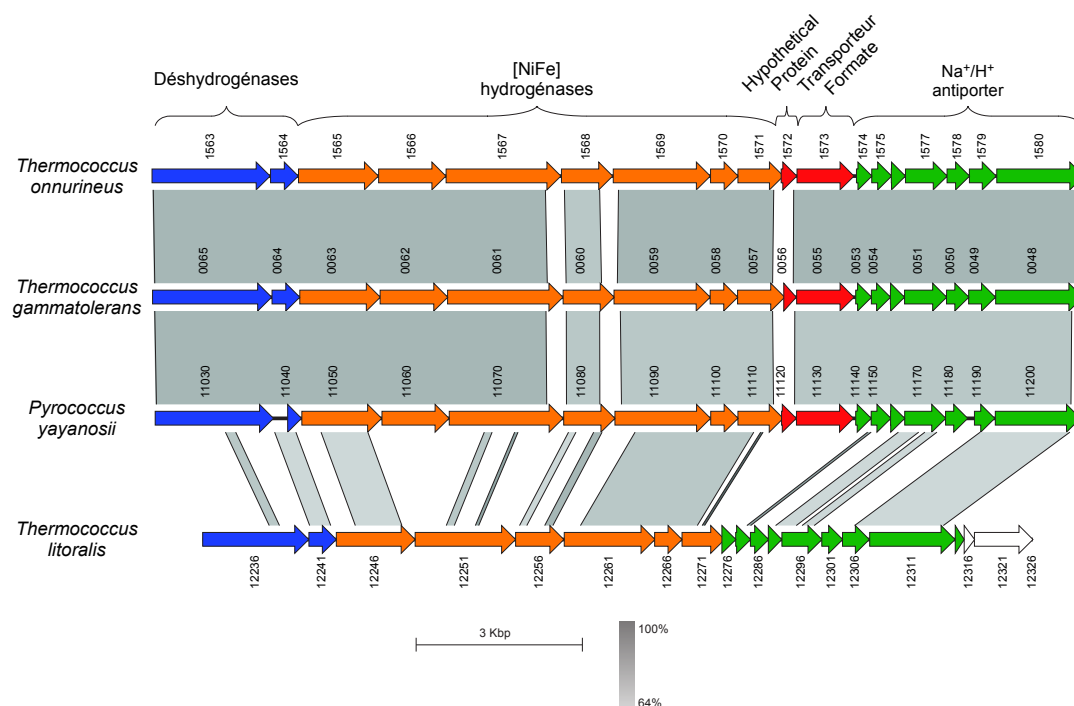 Déshydrogénases
[NiFe]
hydrogénases
Hypothetical
Protein
Transporteur
Formate
Na⁺/H⁺
antiporter
1563 1564 1565 1566 1567 1568 1569 1570 1571 1572 1573 1574 1575 1577 1578 1579 1580
Thermococcus
onnurineus
0065 0064 0063 0062 0061 0060 0059 0058 0057 0056 0055 0053 0054 0051 0050 0049 0048
Thermococcus
gammatolerans
11030 11040 11050 11060 11070 11080 11090 11100 11110 11120 11130 11140 11150 11170 11180 11190 11200
Pyrococcus
yayanosii
Thermococcus
litoralis
12236 12241 12246 12251 12256 12261 12266 12271 12276 12286 12296 12301 12306 12311 12316 12321 12326
3 Kbp
100%
64%